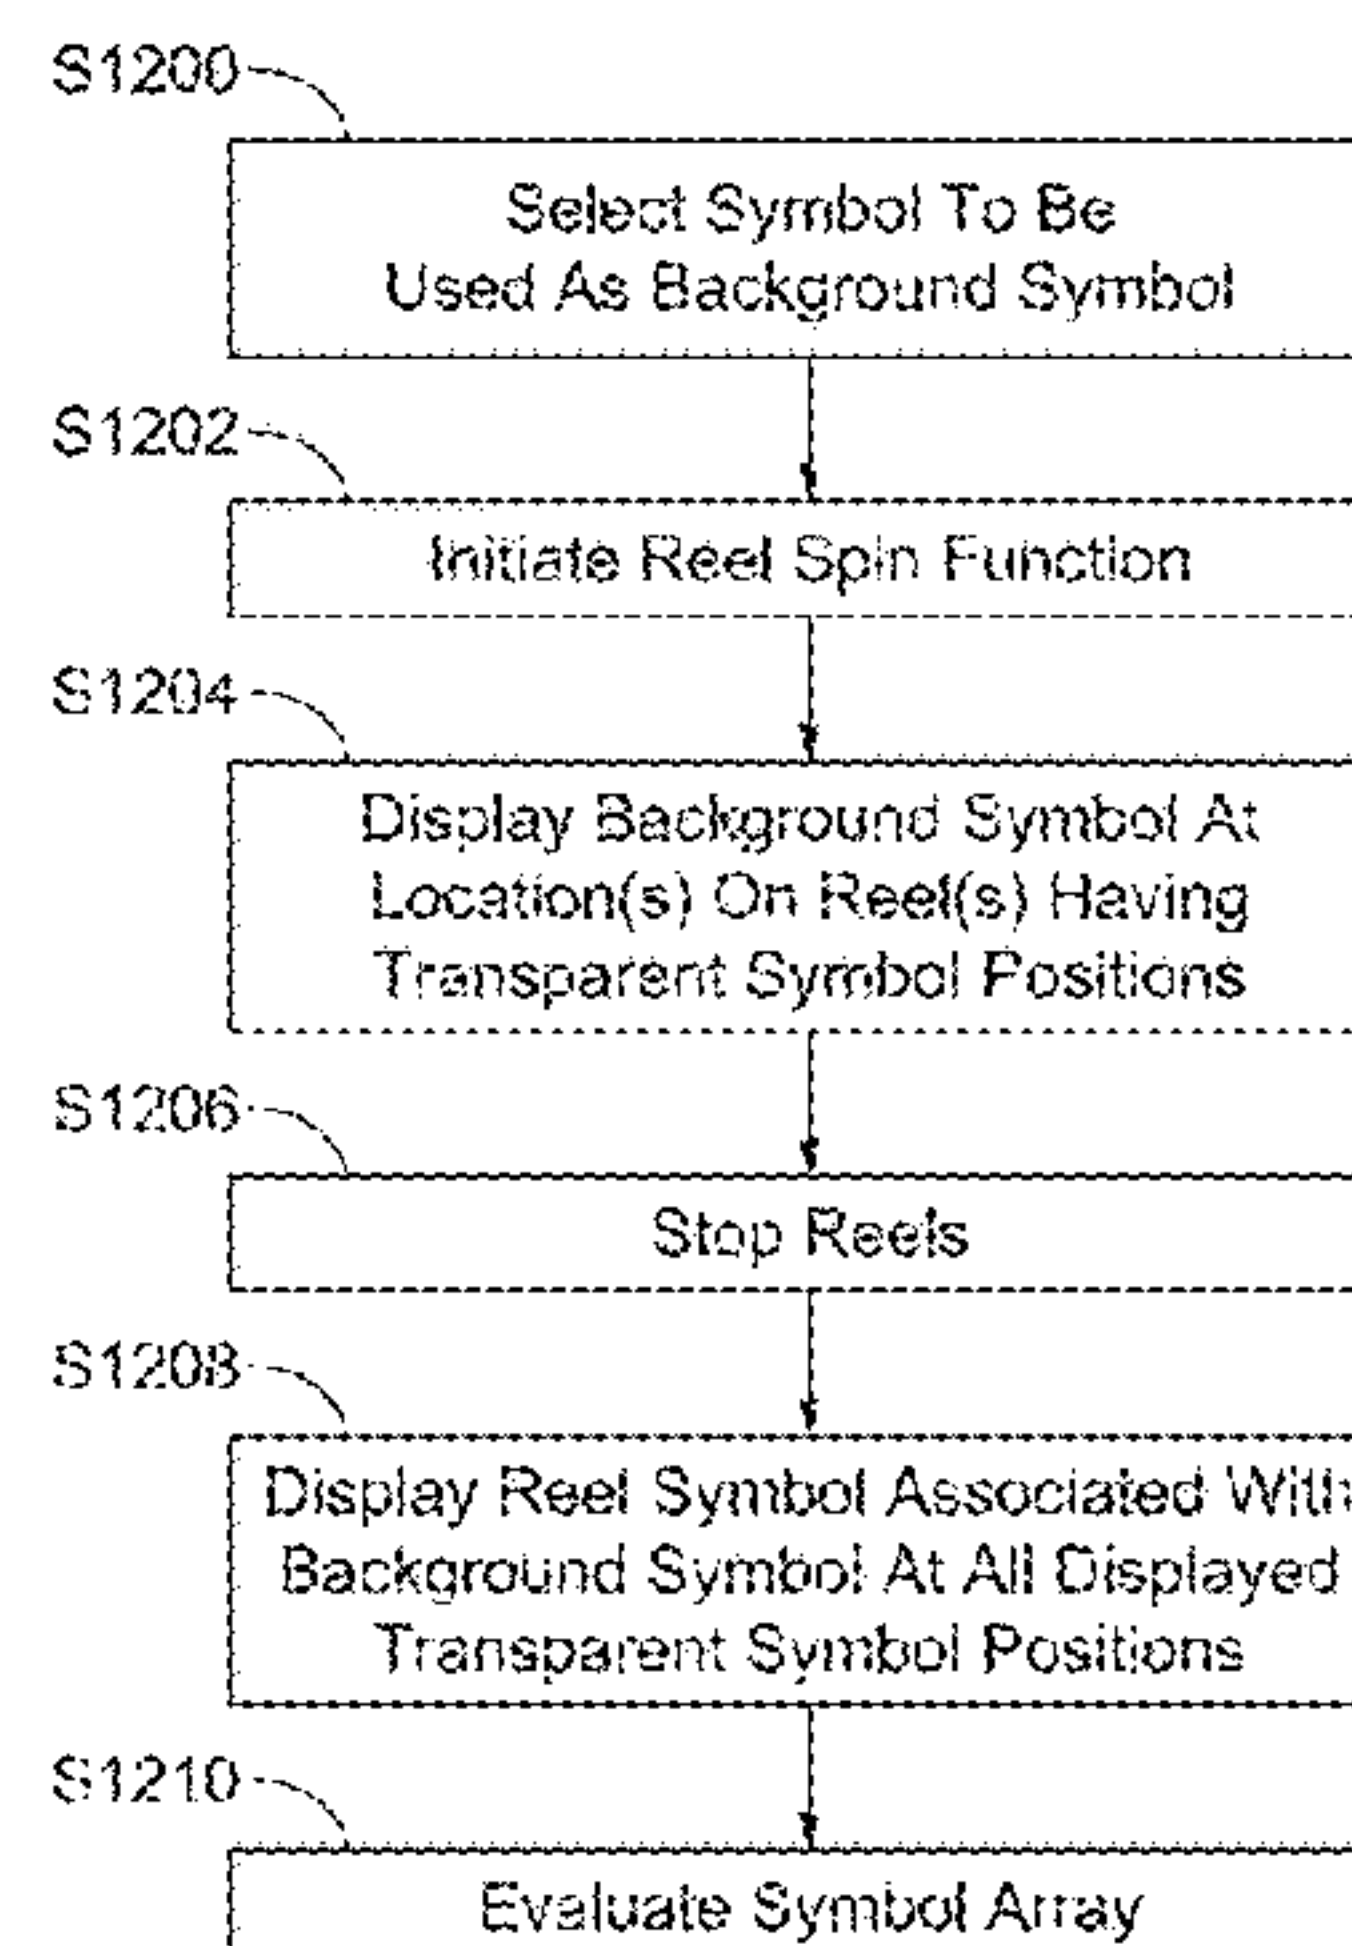 S1200
Select Symbol To Be
Used As Background Symbol
S1202
Initiate Reel Spin Function
S1204
Display Background Symbol At
Location(s) On Reel(s) Having
Transparent Symbol Positions
S1206
Stop Reels
S1208
Display Reel Symbol Associated With
Background Symbol At All Displayed
Transparent Symbol Positions
S1210
Evaluate Symbol Array